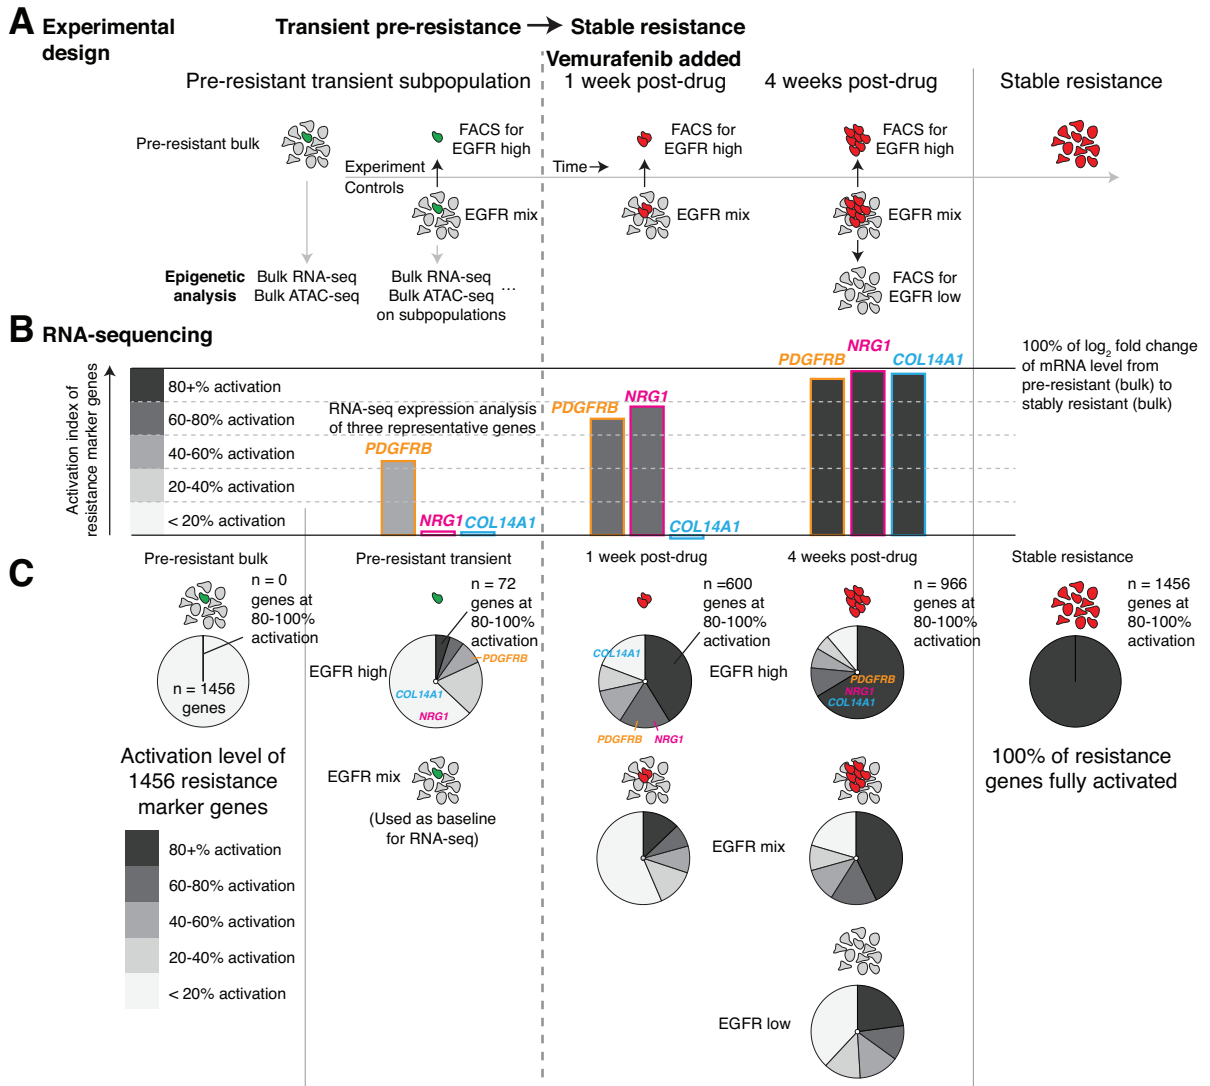 A Experimental
design
Transient pre-resistance → Stable resistance
Vemurafenib added
Pre-resistant transient subpopulation
1 week post-drug
4 weeks post-drug
Stable resistance
Pre-resistant bulk
FACS for
EGFR high
FACS for
EGFR high
FACS for
EGFR high
Experiment
Controls
Time→
EGFR mix
EGFR mix
EGFR mix
Epigenetic
analysis
Bulk RNA-seq
Bulk ATAC-seq
Bulk RNA-seq
Bulk ATAC-seq
on subpopulations
...
FACS for
EGFR low
B RNA-sequencing
Activation index of
resistance marker genes
80+% activation
60-80% activation
40-60% activation
20-40% activation
< 20% activation
RNA-seq expression analysis
of three representative genes
PDGFRB
NRG1
COL14A1
PDGFRB
NRG1
COL14A1
PDGFRB
NRG1
COL14A1
100% of log2 fold change
of mRNA level from
pre-resistant (bulk) to
stably resistant (bulk)
C
Pre-resistant bulk
n = 0
genes at
80-100%
activation
n = 1456
genes
Pre-resistant transient
n = 72
genes at
80-100%
activation
EGFR high
PDGFRB
COL14A1
NRG1
1 week post-drug
n =600
genes at
80-100%
activation
COL14A1
PDGFRB
NRG1
EGFR high
4 weeks post-drug
n = 966
genes at
80-100%
activation
PDGFRB
NRG1
COL14A1
Stable resistance
n = 1456
genes at
80-100%
activation
100% of resistance
genes fully activated
Activation level of
1456 resistance
marker genes
80+% activation
60-80% activation
40-60% activation
20-40% activation
< 20% activation
EGFR mix
(Used as baseline
for RNA-seq)
EGFR mix
EGFR low